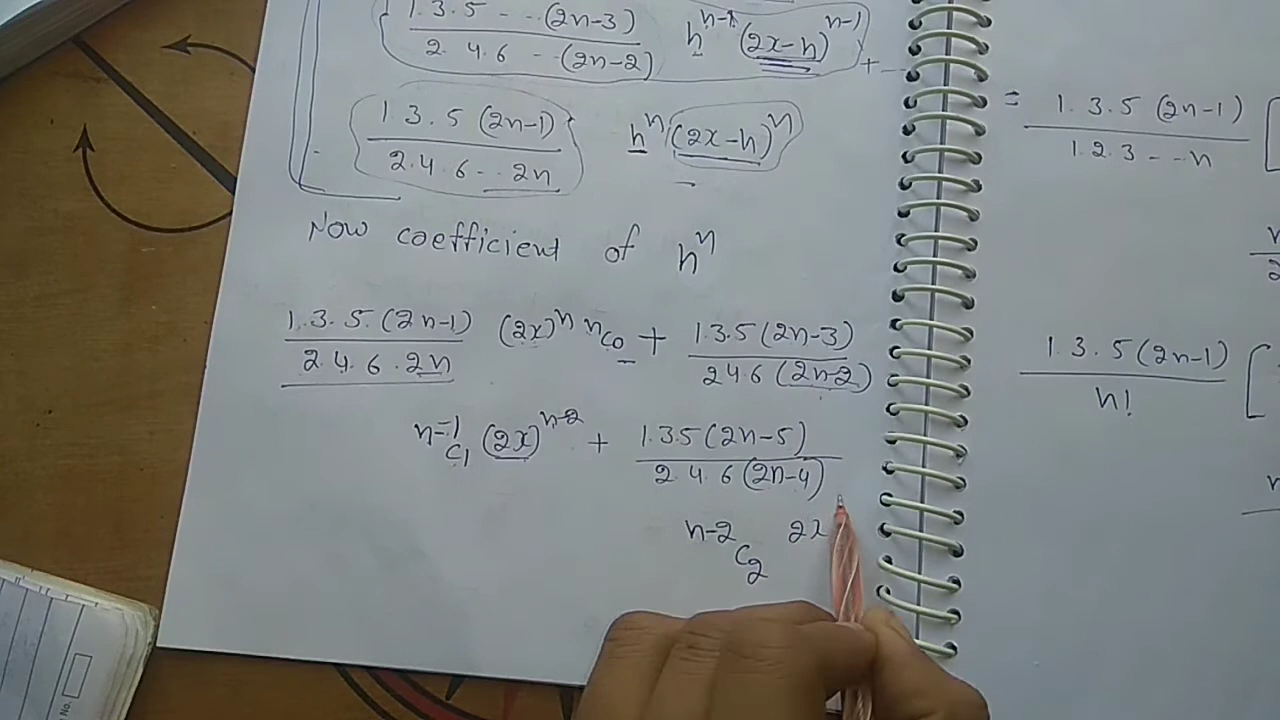 1.3.5 -- ··(2n-3)
2. 4.6 - ··(2n-2)
h^{n-1} (2x-h)^{n-1} + --
1.3.5 (2n-1)
2.4.6-- 2n
h^n (2x-h)^n
Now coefficient of h^n
1.3.5.(2n-1)
2.4.6.2n
(2x)^n nC0 +
1.3.5(2n-3)
246(2n-2)
n-1C1 (2x)^{n-2} +
1.3.5(2n-5)
2.4.6(2n-4)
n-2C2 2x
= 1.3.5(2n-1) [
1.2.3---n
1.3.5(2n-1) [
n!
No.